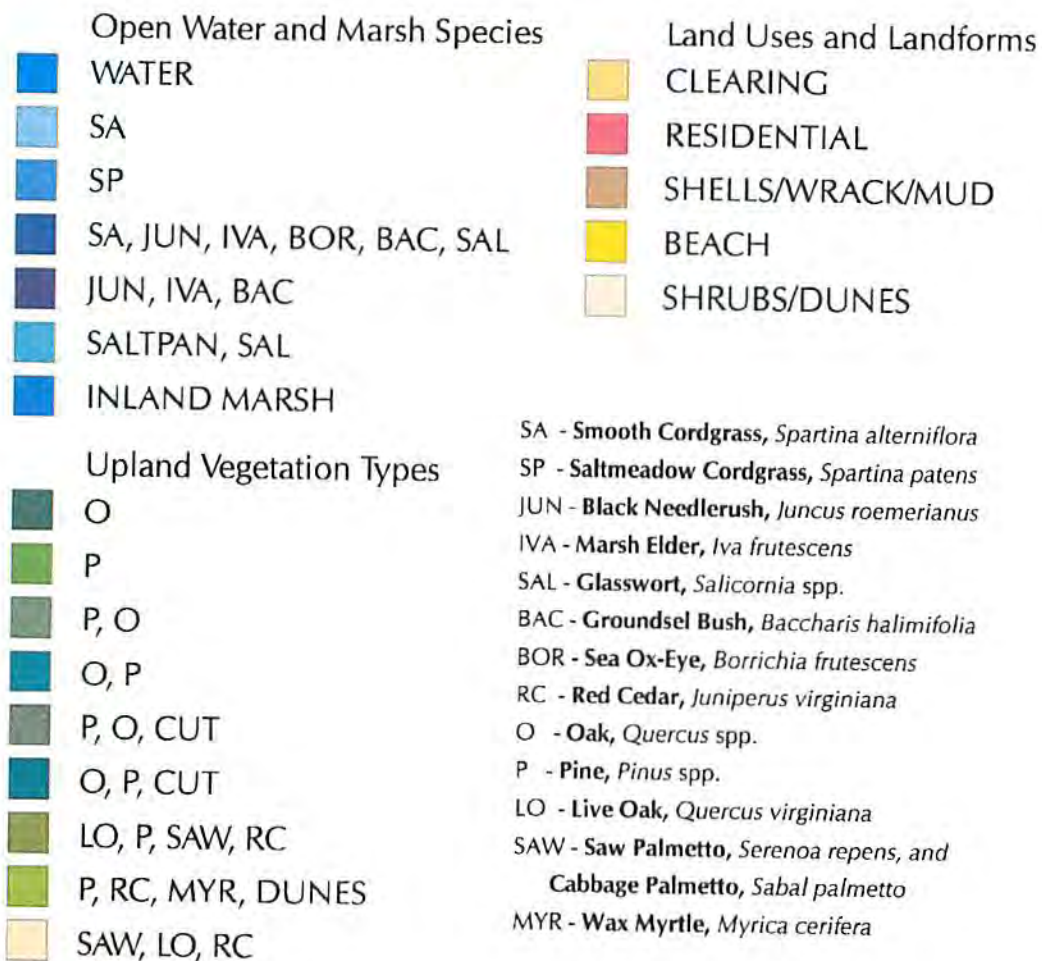 Open Water and Marsh Species
WATER
SA
SP
SA, JUN, IVA, BOR, BAC, SAL
JUN, IVA, BAC
SALTPAN, SAL
INLAND MARSH
Upland Vegetation Types
O
P
P, O
O, P
P, O, CUT
O, P, CUT
LO, P, SAW, RC
P, RC, MYR, DUNES
SAW, LO, RC
Land Uses and Landforms
CLEARING
RESIDENTIAL
SHELLS/WRACK/MUD
BEACH
SHRUBS/DUNES
SA - Smooth Cordgrass, Spartina alterniflora
SP - Saltmeadow Cordgrass, Spartina patens
JUN - Black Needlerush, Juncus roemerianus
IVA - Marsh Elder, Iva frutescens
SAL - Glasswort, Salicornia spp.
BAC - Groundsel Bush, Baccharis halimifolia
BOR - Sea Ox-Eye, Borrichia frutescens
RC - Red Cedar, Juniperus virginiana
O - Oak, Quercus spp.
P - Pine, Pinus spp.
LO - Live Oak, Quercus virginiana
SAW - Saw Palmetto, Serenoa repens, and
Cabbage Palmetto, Sabal palmetto
MYR - Wax Myrtle, Myrica cerifera